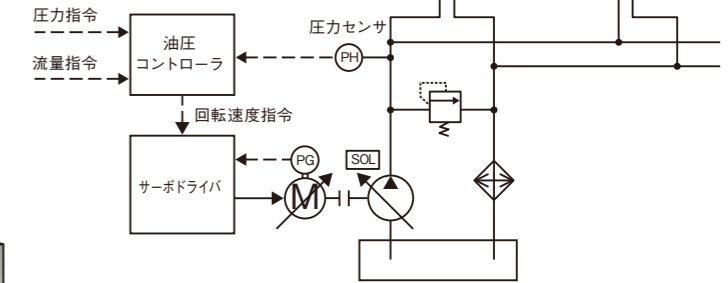 圧力指令
流量指令
油圧
コントローラ
圧力センサ
PH
回転速度指令
サーボドライバ
PG
SOL
M